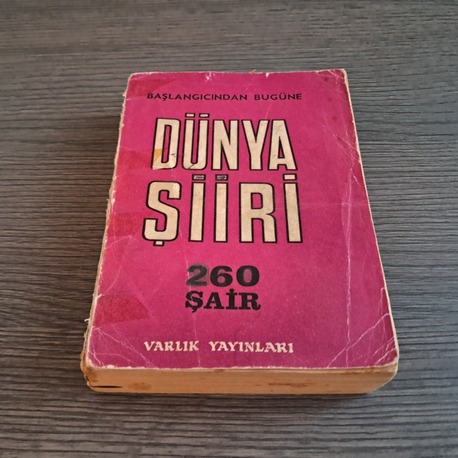 BAŞLANGICINDAN BUGÜNE
DÜNYA
ŞİİRİ
260
ŞAİR
VARLIK YAYINLARI